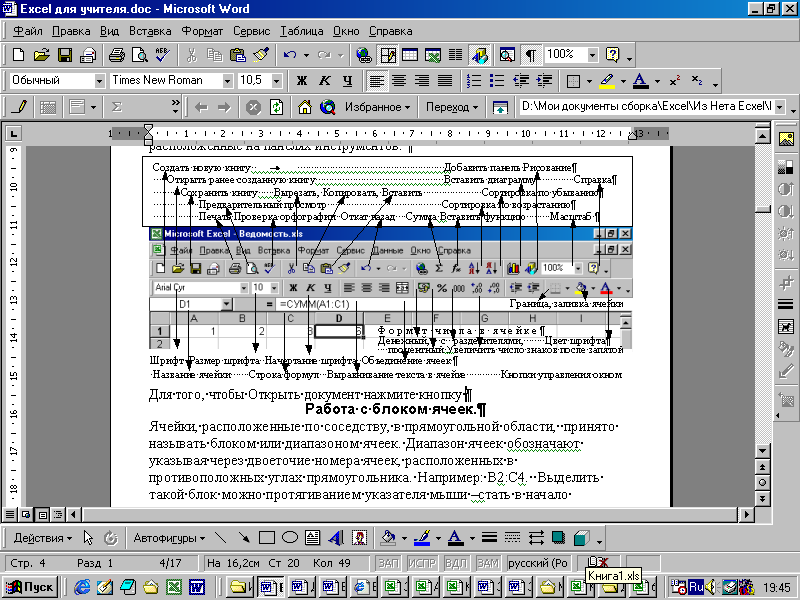 Excel для учителя.doc - Microsoft Word
Файл Правка Вид Вставка Формат Сервис Таблица Окно Справка
100%
Обычный Times New Roman 10,5 Ж К Ч
Избранное Переход D:\Мои документы сборка\Excel\Из Нета Excel\
расположенные на панелях инструментов. ¶
Создать новую книгу Добавить панель Рисование¶
Открыть ранее созданную книгу Вставить диаграмму Справка¶
Сохранить книгу Вырезать, Копировать, Вставить Сортировка по убыванию¶
Предварительный просмотр Сортировка по возрастанию¶
Печать Проверка орфографии Откат назад Сумма Вставить функцию Масштаб ¶
Microsoft Excel - Ведомость.xls
Файл Правка Вид Вставка Формат Сервис Данные Окно Справка
100%
Arial Cyr 10 Ж К Ч % 000
D1 = =СУММ(A1:C1) Граница, заливка ячейки
A B C D E F G H I
1 1 2 3 6 Формат числа в ячейке¶
2 Денежный, с разделителями, Цвет шрифта¶
процентный Увеличить число знаков после запятой
Шрифт Размер шрифта Начертание шрифта Объединение ячеек¶
Название ячейки Строка формул Выравнивание текста в ячейке Кнопки управления окном
Для того, чтобы Открыть документ нажмите кнопку ¶
Работа с блоком ячеек.¶
Ячейки, расположенные по соседству, в прямоугольной области, принято
называть блоком или диапазоном ячеек. Диапазон ячеек обозначают
указывая через двоеточие номера ячеек, расположенных в
противоположных углах прямоугольника. Например: B2:C4. Выделить
такой блок можно протягиванием указателя мыши –стать в начало
Действия Автофигуры
Стр. 4 Разд 1 4/17 На 16,2см Ст 20 Кол 49 ЗАП ИСПР ВДЛ ЗАМ русский (Ро
Книга1.xls
Пуск Ru 19:45